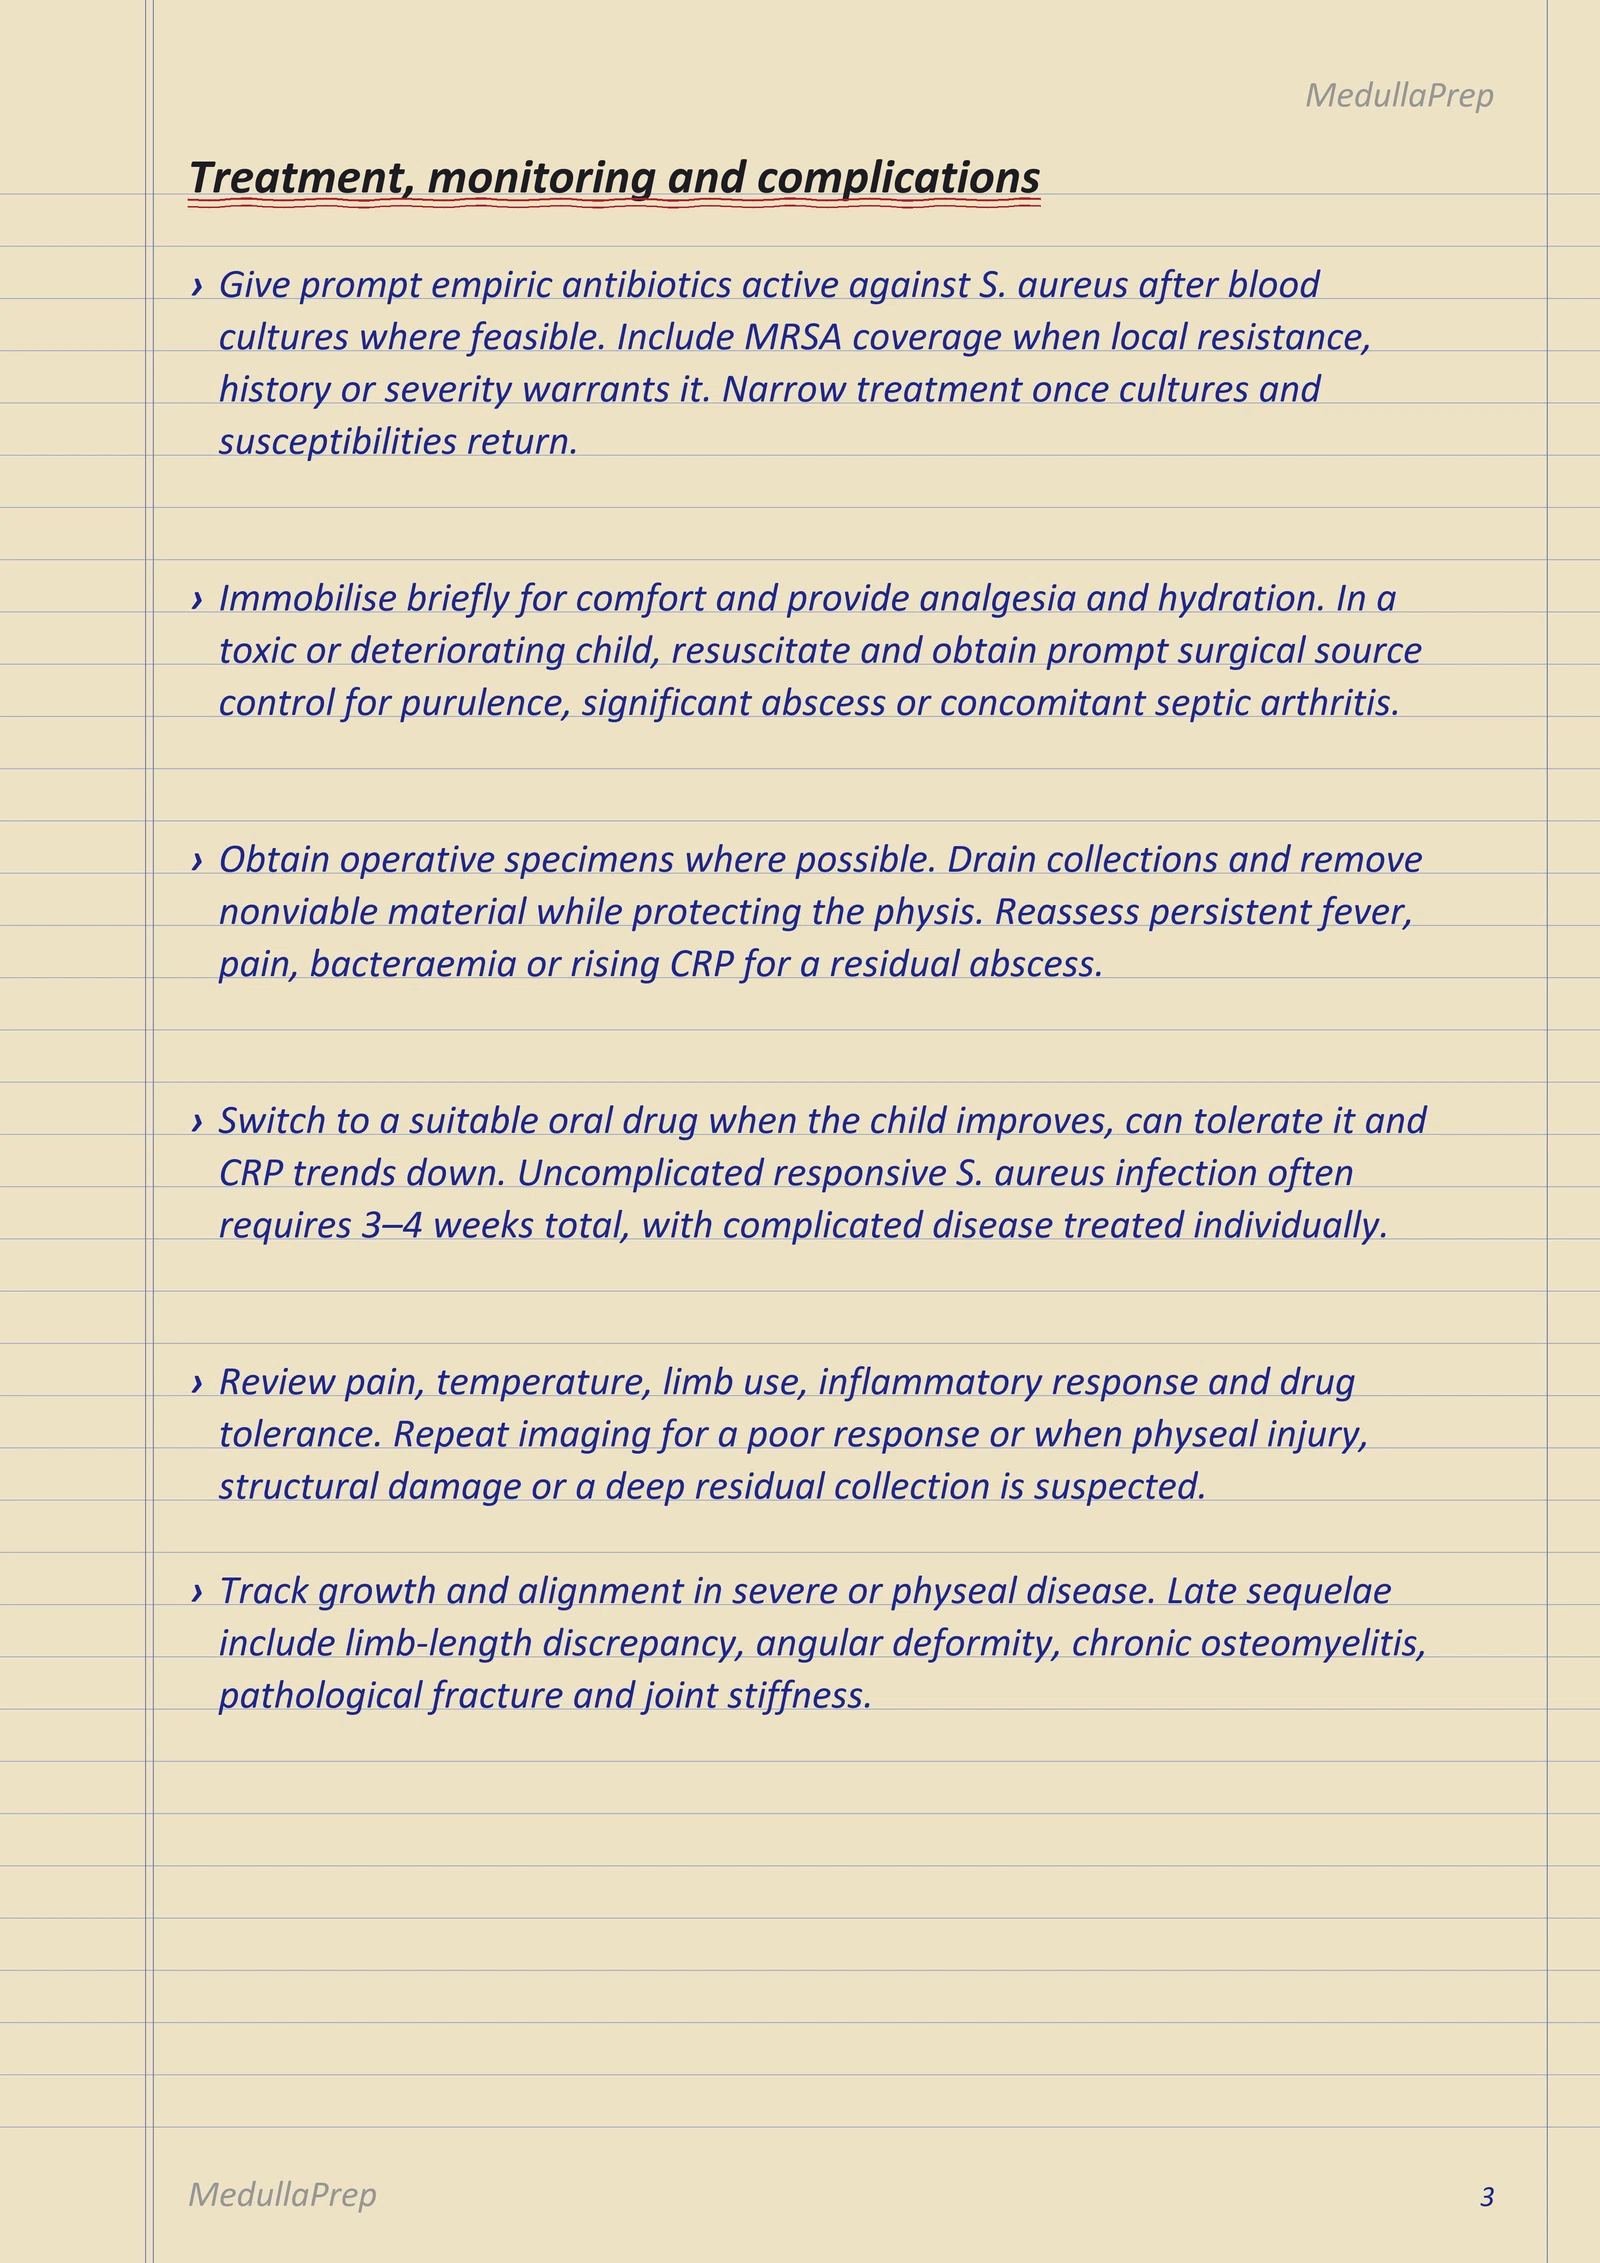 MedullaPrep
Treatment, monitoring and complications
› Give prompt empiric antibiotics active against S. aureus after blood
cultures where feasible. Include MRSA coverage when local resistance,
history or severity warrants it. Narrow treatment once cultures and
susceptibilities return.
› Immobilise briefly for comfort and provide analgesia and hydration. In a
toxic or deteriorating child, resuscitate and obtain prompt surgical source
control for purulence, significant abscess or concomitant septic arthritis.
› Obtain operative specimens where possible. Drain collections and remove
nonviable material while protecting the physis. Reassess persistent fever,
pain, bacteraemia or rising CRP for a residual abscess.
› Switch to a suitable oral drug when the child improves, can tolerate it and
CRP trends down. Uncomplicated responsive S. aureus infection often
requires 3–4 weeks total, with complicated disease treated individually.
› Review pain, temperature, limb use, inflammatory response and drug
tolerance. Repeat imaging for a poor response or when physeal injury,
structural damage or a deep residual collection is suspected.
› Track growth and alignment in severe or physeal disease. Late sequelae
include limb-length discrepancy, angular deformity, chronic osteomyelitis,
pathological fracture and joint stiffness.
MedullaPrep
3